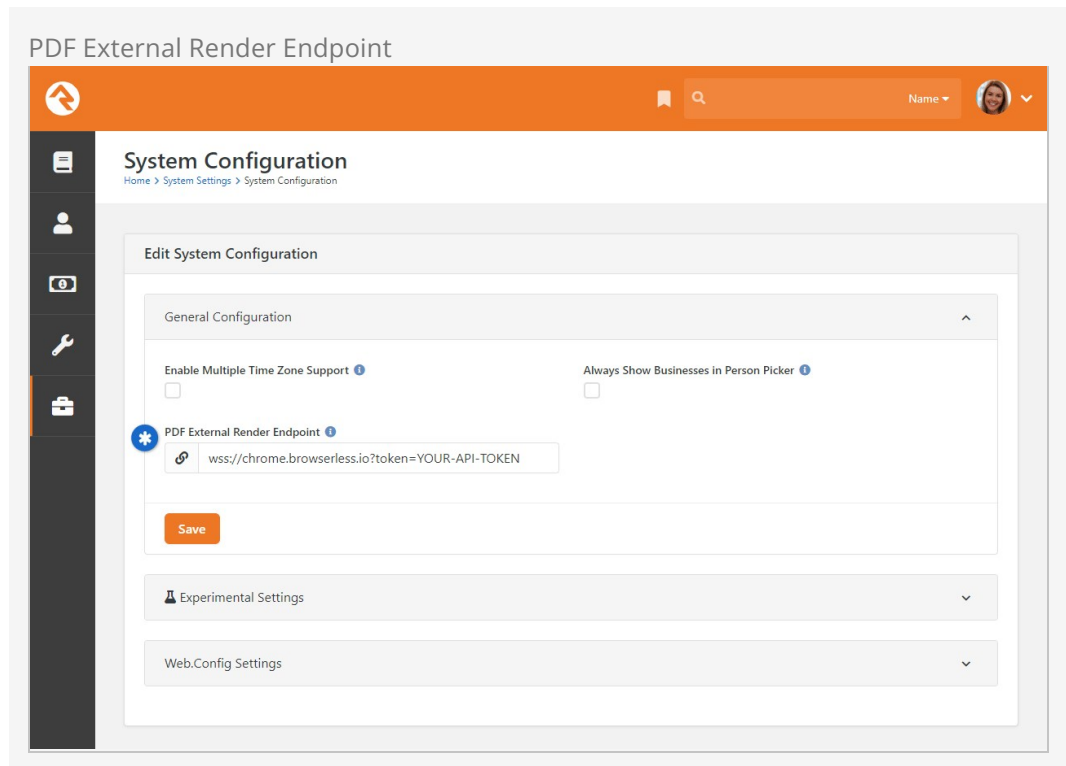 PDF External Render Endpoint
Name
System Configuration
Home > System Settings > System Configuration
Edit System Configuration
General Configuration
Enable Multiple Time Zone Support
Always Show Businesses in Person Picker
PDF External Render Endpoint
wss://chrome.browserless.io?token=YOUR-API-TOKEN
Save
Experimental Settings
Web.Config Settings